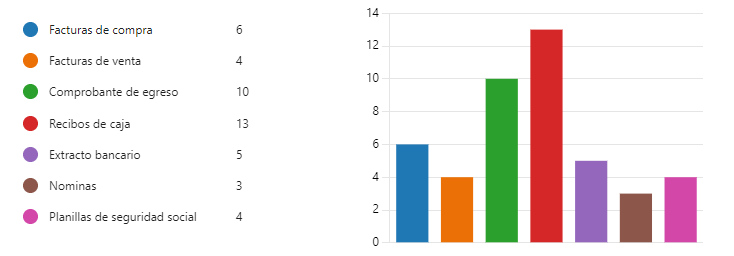 Facturas de compra 6
Facturas de venta 4
Comprobante de egreso 10
Recibos de caja 13
Extracto bancario 5
Nominas 3
Planillas de seguridad social 4
14
12
10
8
6
4
2
0